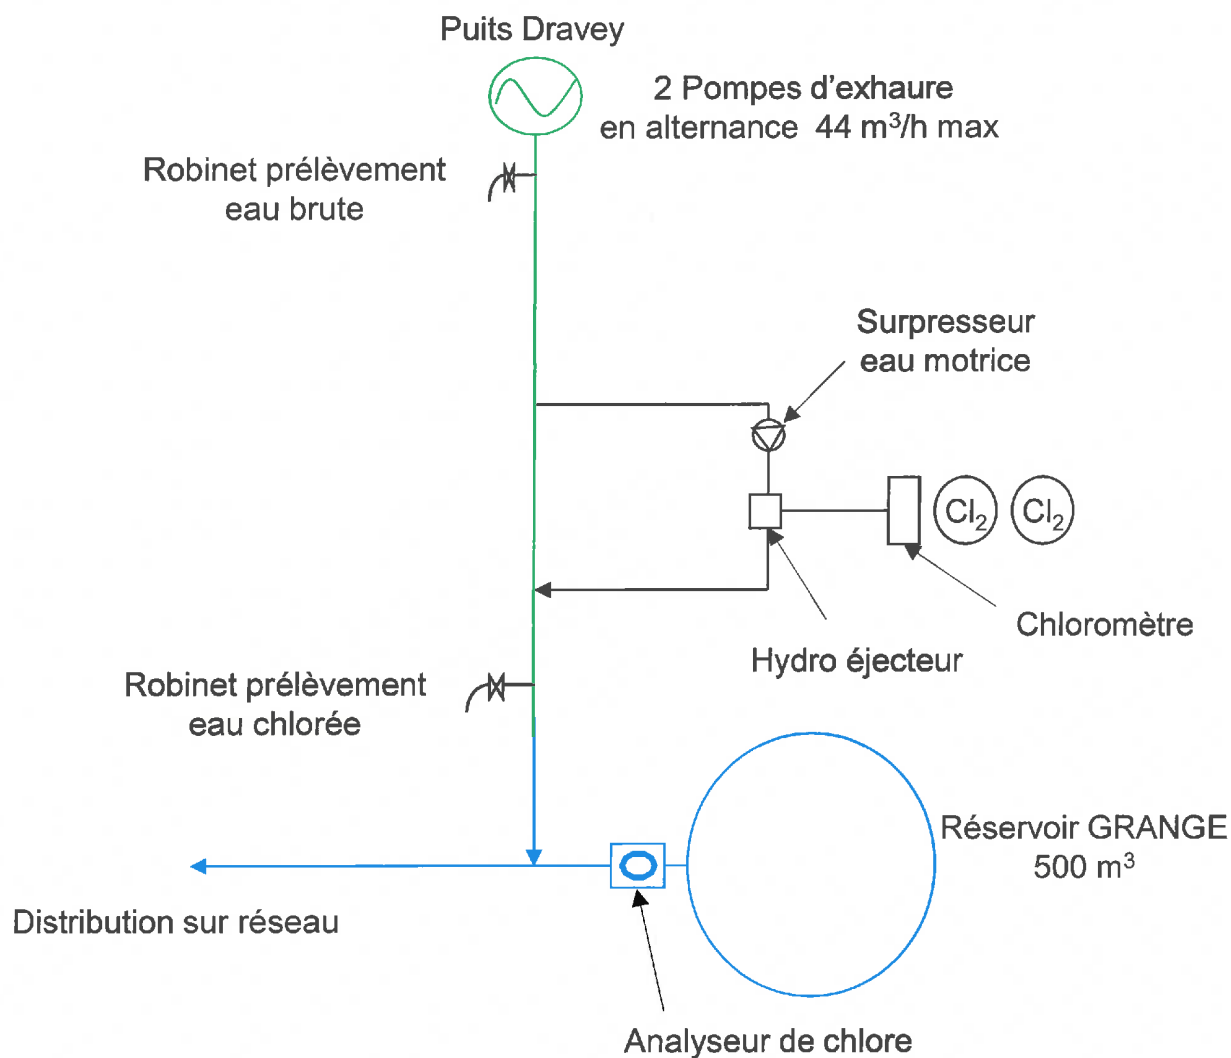 Puits Dravey
2 Pompes d'exhaure
en alternance 44 m³/h max
Robinet prélèvement
eau brute
Surpresseur
eau motrice
Cl₂
Cl₂
Chloromètre
Hydro éjecteur
Robinet prélèvement
eau chlorée
Réservoir GRANGE
500 m³
Distribution sur réseau
Analyseur de chlore